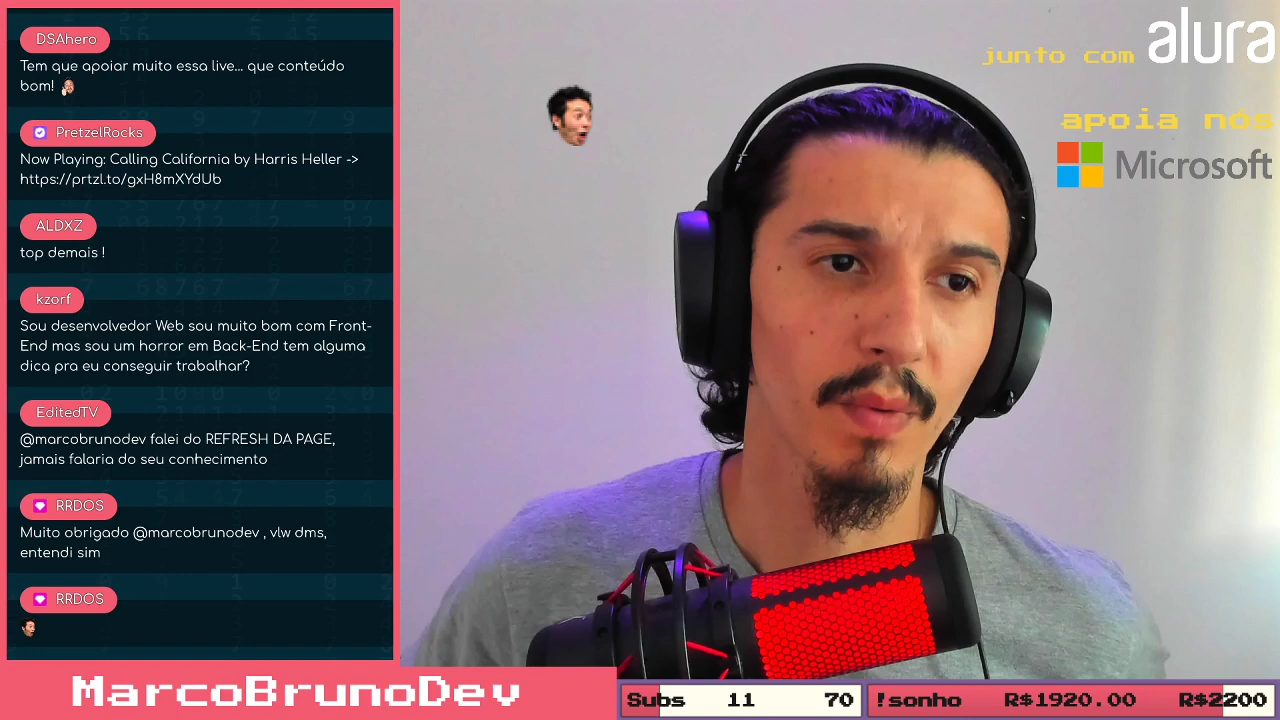 DSAhero
Tem que apoiar muito essa live... que conteúdo
bom!
PretzelRocks
Now Playing: Calling California by Harris Heller ->
https://prtzl.to/gxH8mXYdUb
ALDXZ
top demais !
kzorf
Sou desenvolvedor Web sou muito bom com Front-
End mas sou um horror em Back-End tem alguma
dica pra eu conseguir trabalhar?
EditedTV
@marcobrunodev falei do REFRESH DA PAGE,
jamais falaria do seu conhecimento
RRDOS
Muito obrigado @marcobrunodev , vlw dms,
entendi sim
RRDOS
junto com alura
apoia nós
Microsoft
MarcoBrunoDev
Subs 11 70
!sonho R$1920.00 R$2200